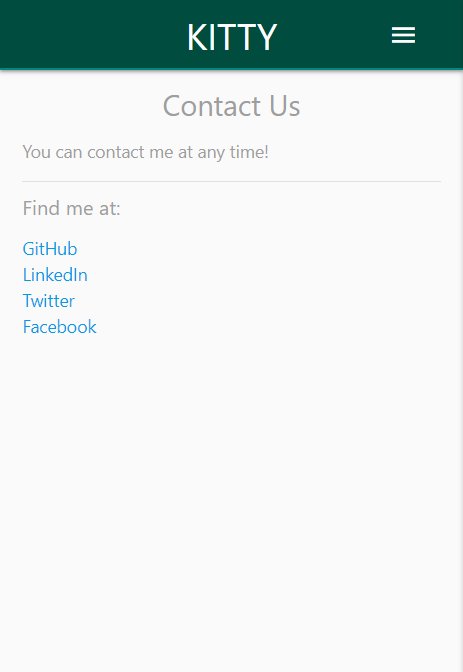 KITTY
Contact Us
You can contact me at any time!
Find me at:
GitHub
LinkedIn
Twitter
Facebook